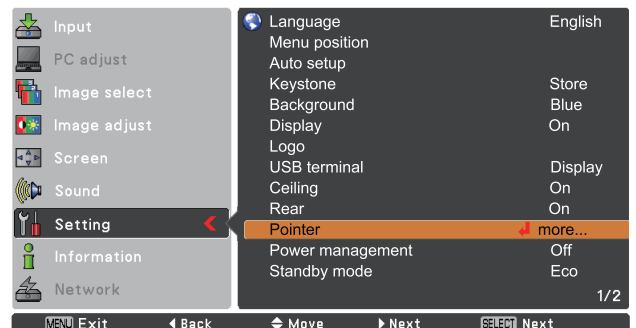 Input
PC adjust
Image select
Image adjust
Screen
Sound
Setting
Information
Network
Language English
Menu position
Auto setup
Keystone Store
Background Blue
Display On
Logo
USB terminal Display
Ceiling On
Rear On
Pointer more...
Power management Off
Standby mode Eco
1/2
MENU Exit Back Move Next SELECT Next